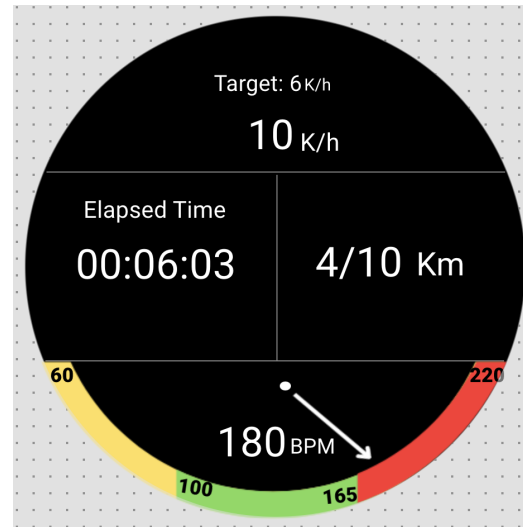 Target: 6 K/h
10 K/h
Elapsed Time
00:06:03
4/10 Km
60
220
180 BPM
100
165